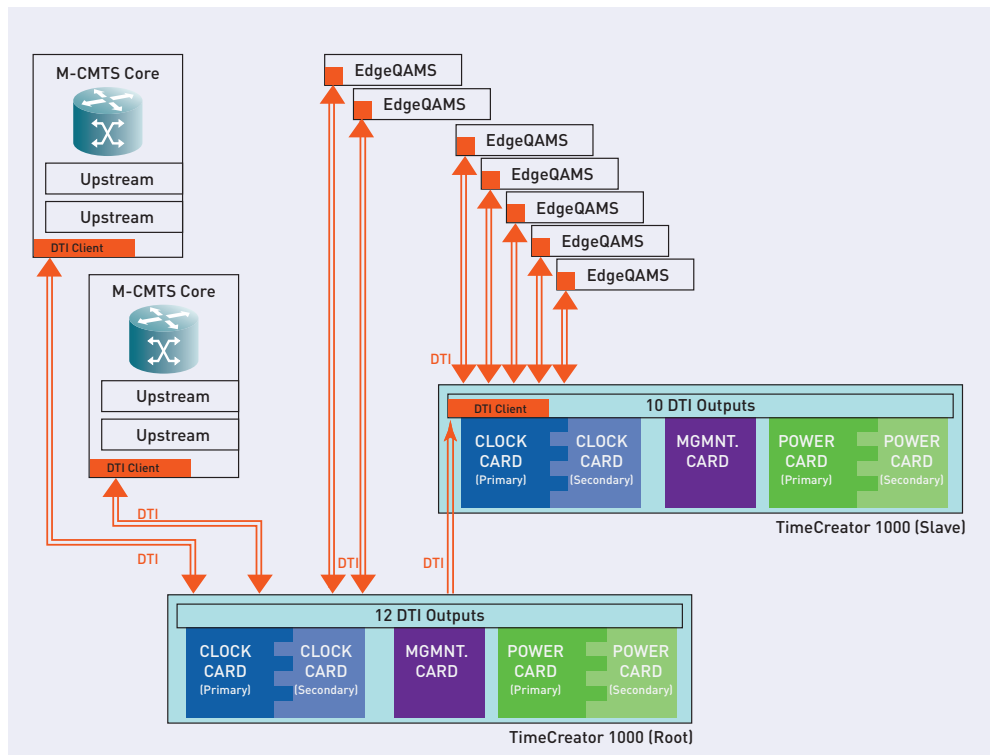 M-CMTS Core
Upstream
Upstream
DTI Client
M-CMTS Core
Upstream
Upstream
DTI Client
EdgeQAMS
EdgeQAMS
EdgeQAMS
EdgeQAMS
EdgeQAMS
EdgeQAMS
EdgeQAMS
DTI
DTI Client
10 DTI Outputs
CLOCK
CARD
(Primary)
CLOCK
CARD
(Secondary)
MGMNT.
CARD
POWER
CARD
(Primary)
POWER
CARD
(Secondary)
TimeCreator 1000 (Slave)
DTI
DTI
DTI
DTI
12 DTI Outputs
CLOCK
CARD
(Primary)
CLOCK
CARD
(Secondary)
MGMNT.
CARD
POWER
CARD
(Primary)
POWER
CARD
(Secondary)
TimeCreator 1000 (Root)